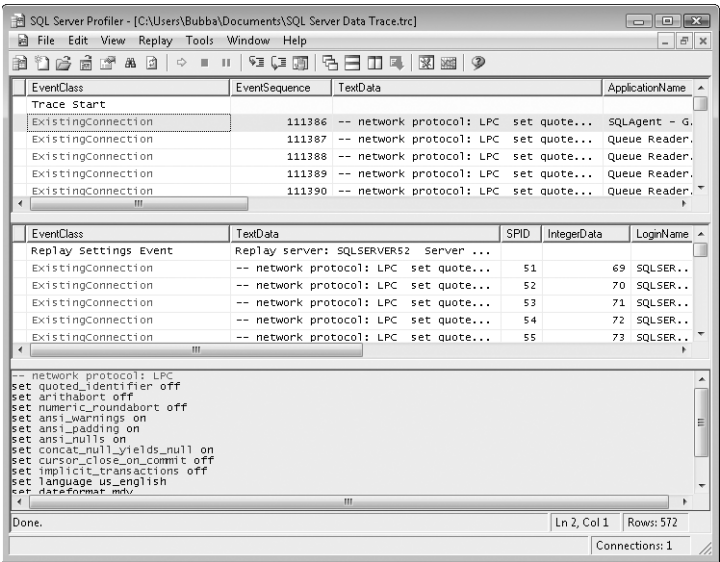 SQL Server Profiler - [C:\Users\Bubba\Documents\SQL Server Data Trace.trc]
File Edit View Replay Tools Window Help
EventClass EventSequence TextData ApplicationName
Trace Start
ExistingConnection 111386 -- network protocol: LPC set quote... SQLAgent - G.
ExistingConnection 111387 -- network protocol: LPC set quote... Queue Reader.
ExistingConnection 111388 -- network protocol: LPC set quote... Queue Reader.
ExistingConnection 111389 -- network protocol: LPC set quote... Queue Reader.
ExistingConnection 111390 -- network protocol: LPC set quote... Queue Reader.
EventClass TextData SPID IntegerData LoginName
Replay Settings Event Replay server: SQLSERVER52 Server ...
ExistingConnection -- network protocol: LPC set quote... 51 69 SQLSER..
ExistingConnection -- network protocol: LPC set quote... 52 70 SQLSER..
ExistingConnection -- network protocol: LPC set quote... 53 71 SQLSER..
ExistingConnection -- network protocol: LPC set quote... 54 72 SQLSER..
ExistingConnection -- network protocol: LPC set quote... 55 73 SQLSER..
-- network protocol: LPC
set quoted_identifier off
set arithabort off
set numeric_roundabort off
set ansi_warnings on
set ansi_padding on
set ansi_nulls on
set concat_null_yields_null on
set cursor_close_on_commit off
set implicit_transactions off
set language us_english
set dateformat mdy
Done. Ln 2, Col 1 Rows: 572
Connections: 1